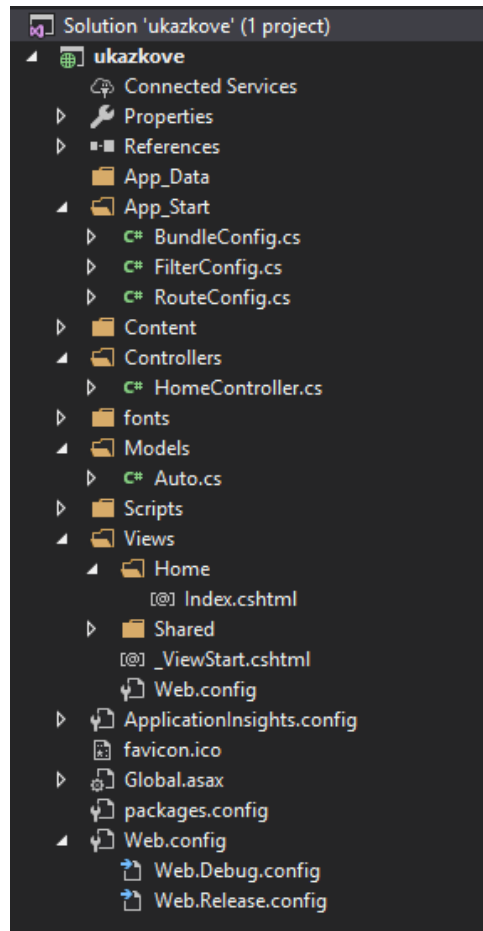 Solution 'ukazkove' (1 project)
ukazkove
Connected Services
Properties
References
App_Data
App_Start
C# BundleConfig.cs
C# FilterConfig.cs
C# RouteConfig.cs
Content
Controllers
C# HomeController.cs
fonts
Models
C# Auto.cs
Scripts
Views
Home
[@] Index.cshtml
Shared
[@] _ViewStart.cshtml
Web.config
ApplicationInsights.config
favicon.ico
Global.asax
packages.config
Web.config
Web.Debug.config
Web.Release.config